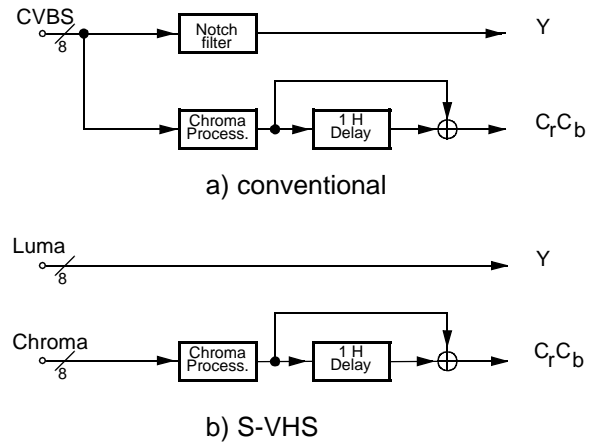 CVBS
8
Notch
filter
Y
Chroma
Process.
1 H
Delay
CrCb
a) conventional
Luma
8
Y
Chroma
8
Chroma
Process.
1 H
Delay
CrCb
b) S-VHS